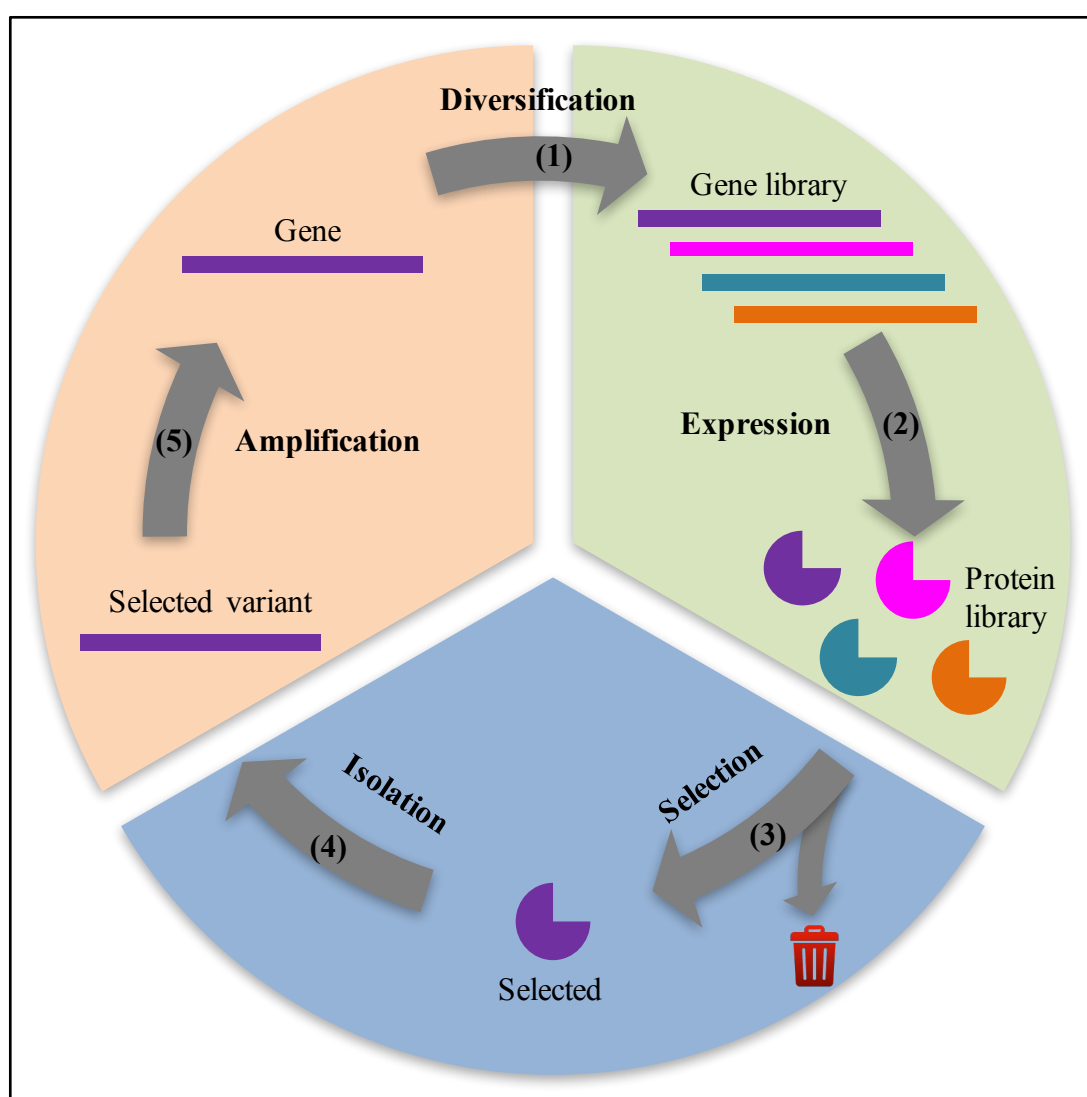 Diversification
(1)
Gene library
Gene
Expression
(2)
(5)
Amplification
Protein
library
Selected variant
Isolation
Selection
(4)
(3)
Selected